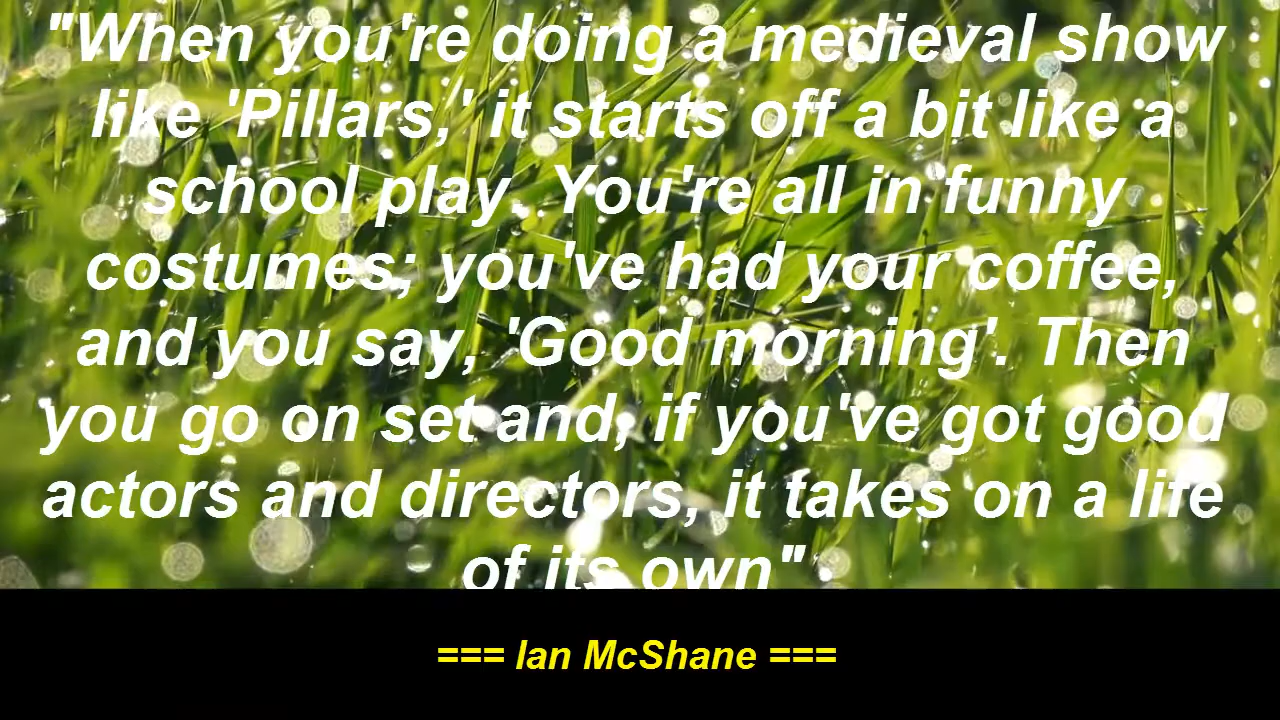 "When you're doing a medieval show
like 'Pillars,' it starts off a bit like a
school play. You're all in funny
costumes; you've had your coffee,
and you say, 'Good morning'. Then
you go on set and, if you've got good
actors and directors, it takes on a life
of its own"
=== Ian McShane ===